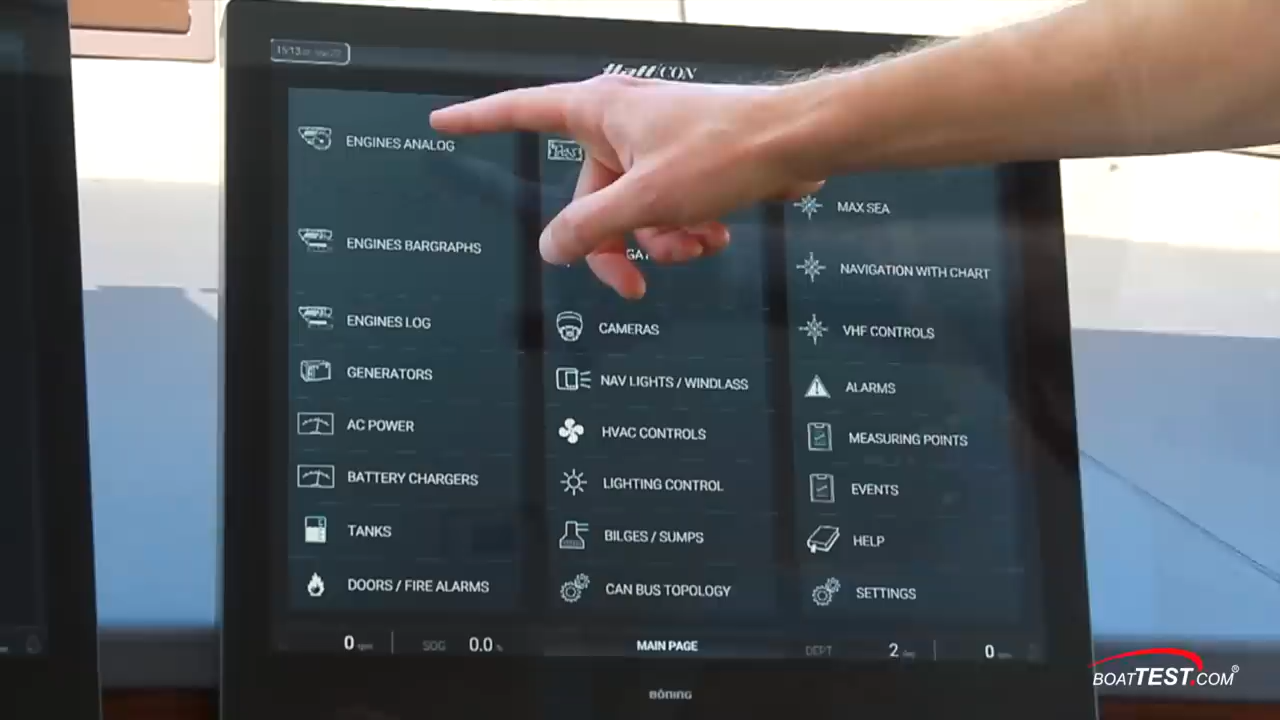 HattCON
ENGINES ANALOG
ENGINES BARGRAPHS
ENGINES LOG
GENERATORS
AC POWER
BATTERY CHARGERS
TANKS
DOORS / FIRE ALARMS
CAMERAS
NAV LIGHTS / WINDLASS
HVAC CONTROLS
LIGHTING CONTROL
BILGES / SUMPS
CAN BUS TOPOLOGY
MAX SEA
NAVIGATION WITH CHART
VHF CONTROLS
ALARMS
MEASURING POINTS
EVENTS
HELP
SETTINGS
0 rpm SOG 0.0 MAIN PAGE DEPT 2 0
BÖNING
BOATTEST.COM®